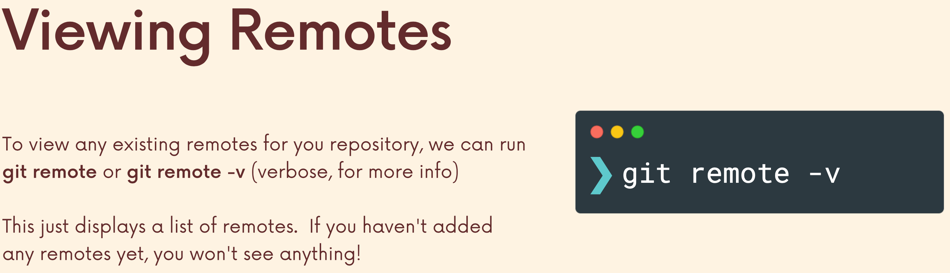 Viewing Remotes
To view any existing remotes for you repository, we can run
git remote or git remote -v (verbose, for more info)
This just displays a list of remotes. If you haven't added
any remotes yet, you won't see anything!
❯ git remote -v